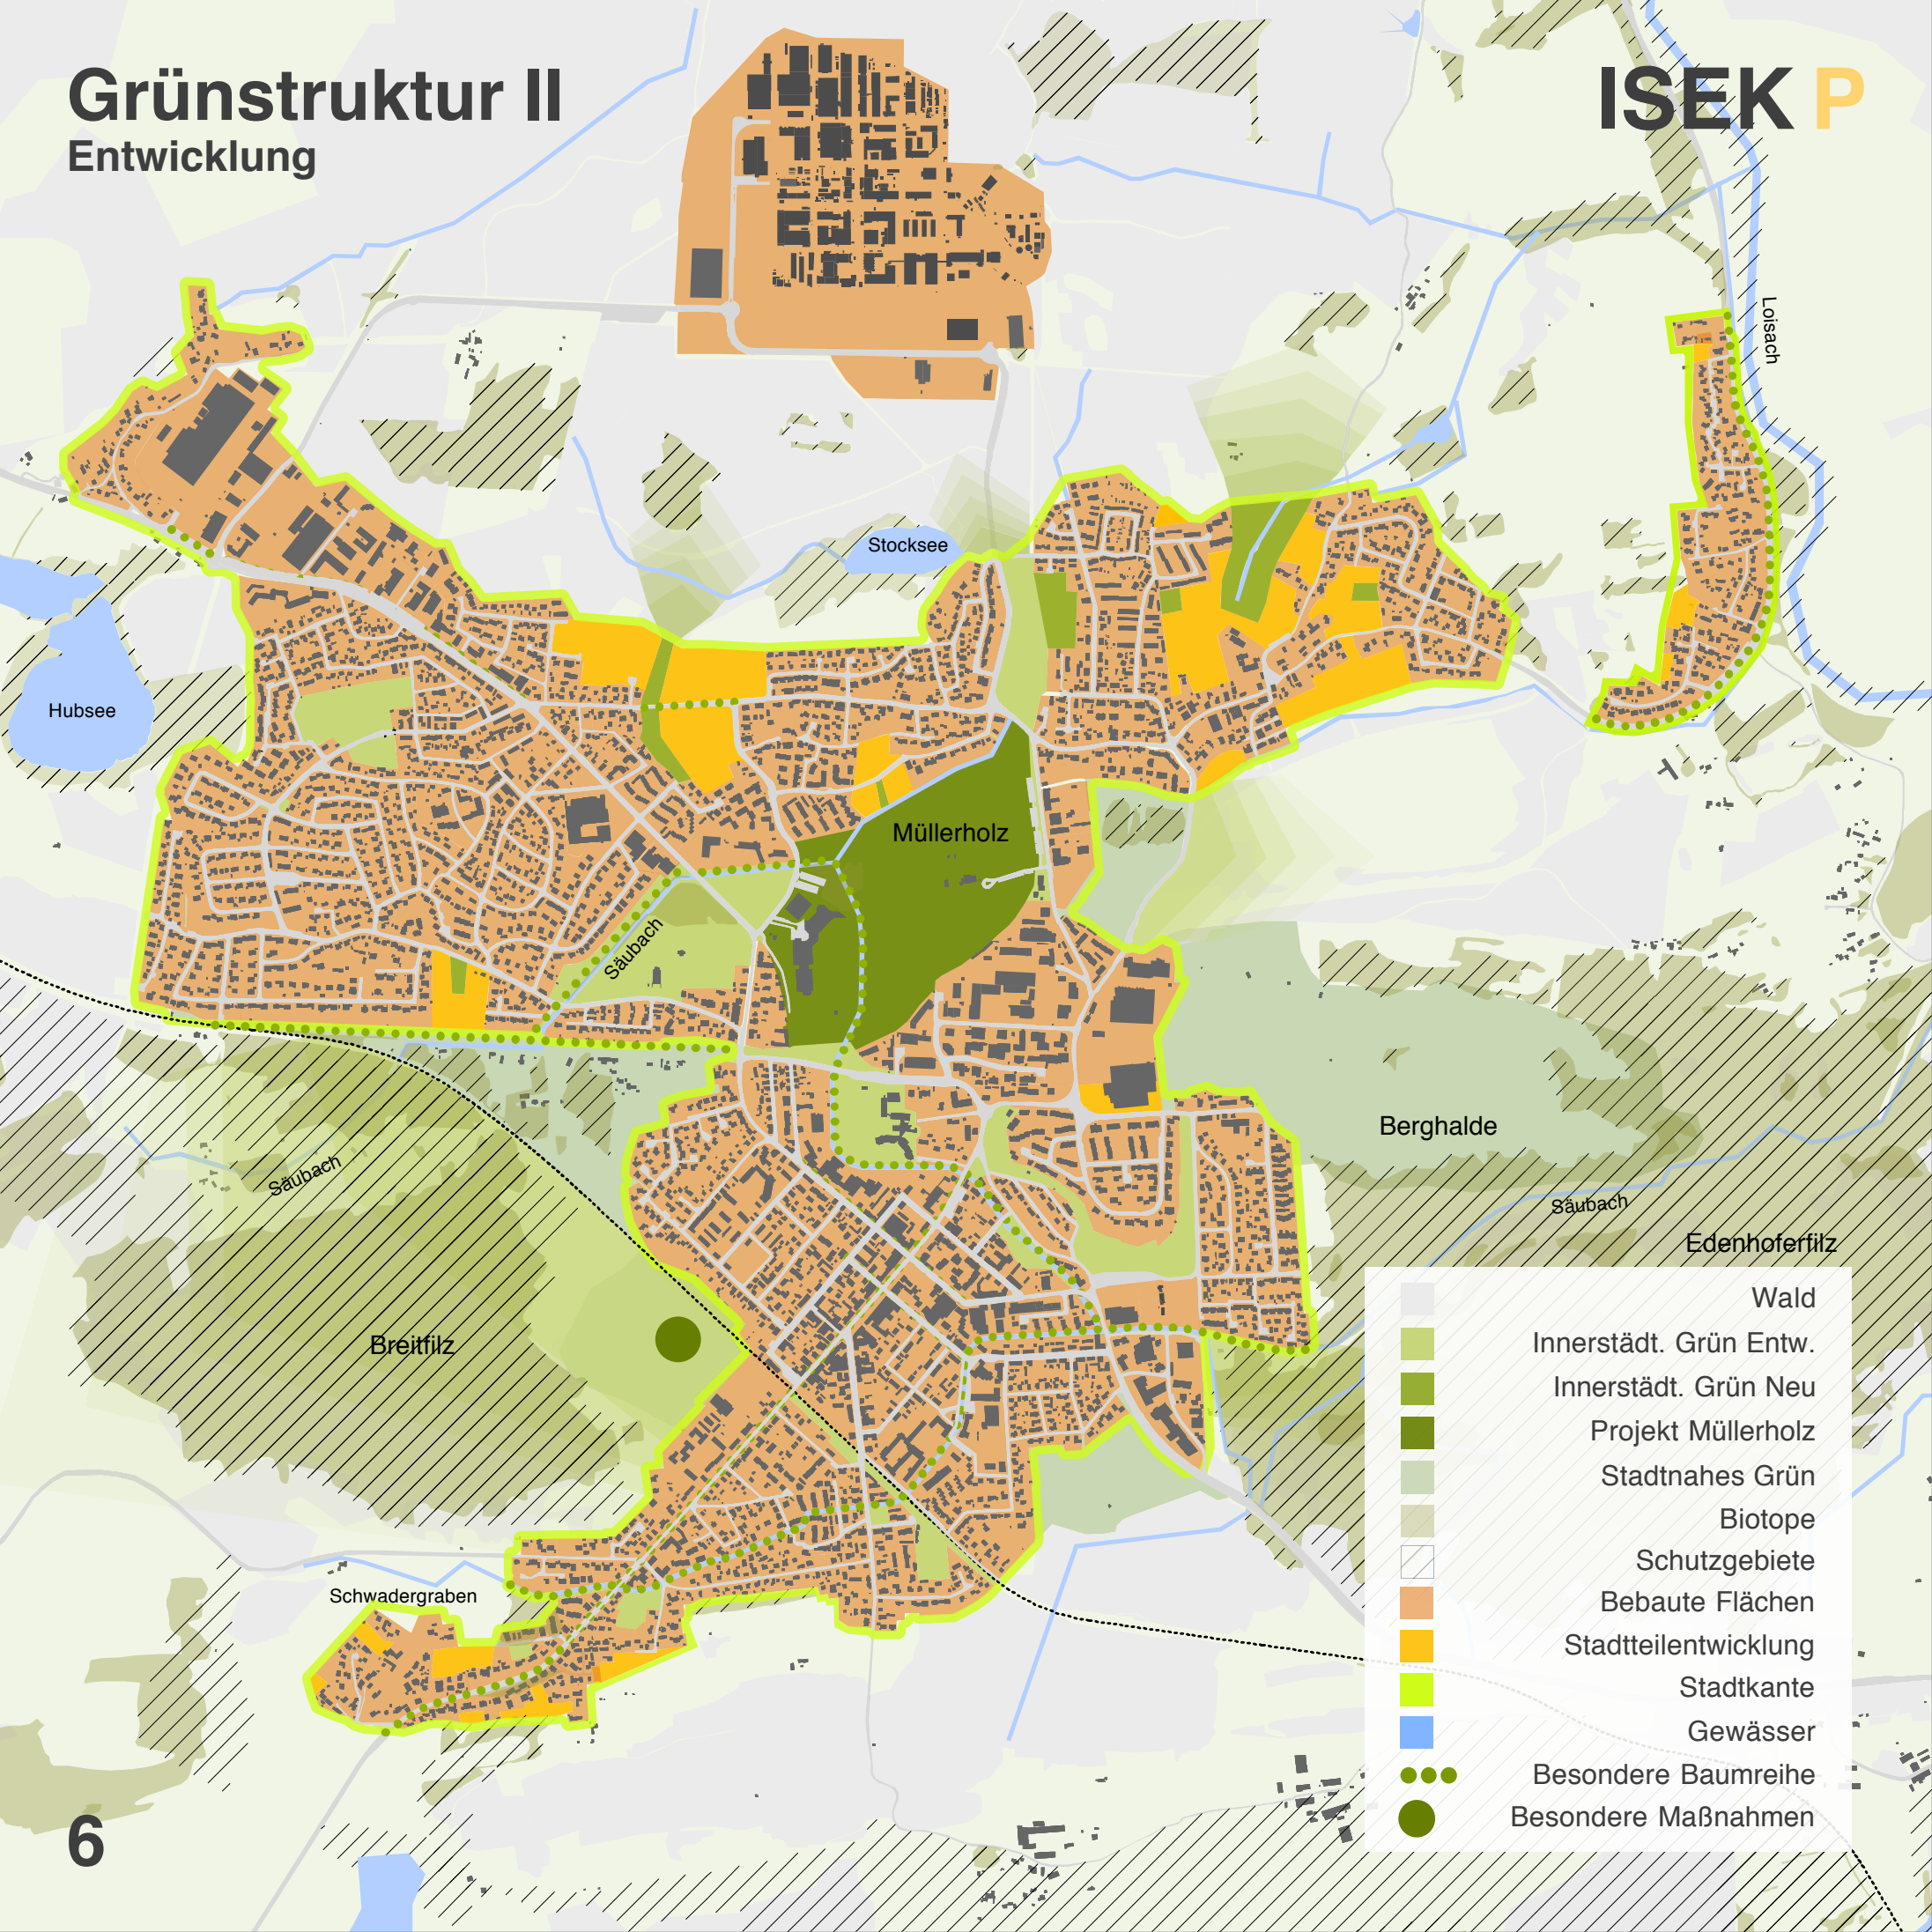 Grünstruktur II
Entwicklung
ISEK P
Loisach
Stocksee
Hubsee
Müllerholz
Säubach
Säubach
Berghalde
Säubach
Edenhoferfilz
Breitfilz
Schwadergraben
Wald
Innerstädt. Grün Entw.
Innerstädt. Grün Neu
Projekt Müllerholz
Stadtnahes Grün
Biotope
Schutzgebiete
Bebaute Flächen
Stadtteilentwicklung
Stadtkante
Gewässer
Besondere Baumreihe
Besondere Maßnahmen
6